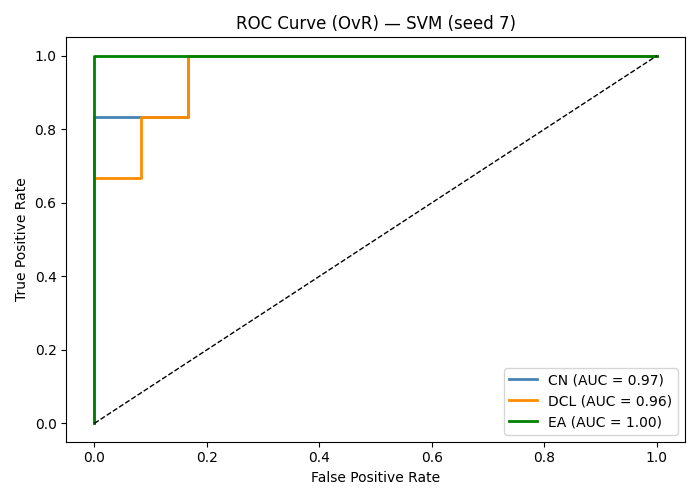 ROC Curve (OvR) — SVM (seed 7)
True Positive Rate
1.0
0.8
0.6
0.4
0.2
0.0
0.0 0.2 0.4 0.6 0.8 1.0
False Positive Rate
CN (AUC = 0.97)
DCL (AUC = 0.96)
EA (AUC = 1.00)